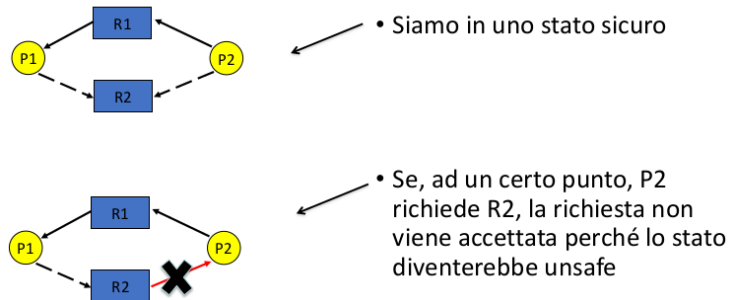 R1
P1
P2
R2
• Siamo in uno stato sicuro
R1
P1
P2
R2
• Se, ad un certo punto, P2
richiede R2, la richiesta non
viene accettata perché lo stato
diventerebbe unsafe